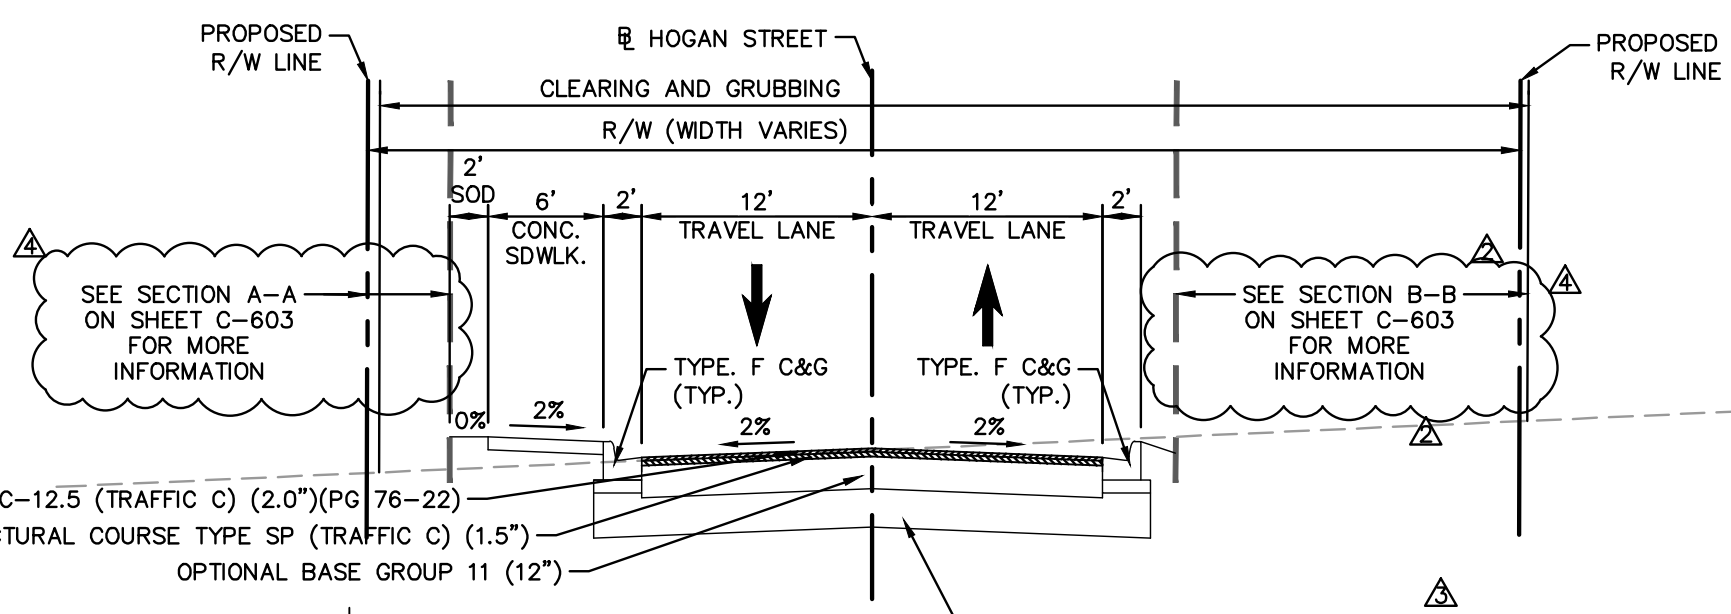 PROPOSED
R/W LINE
℄ HOGAN STREET
PROPOSED
R/W LINE
CLEARING AND GRUBBING
R/W (WIDTH VARIES)
2'
SOD
6'
CONC.
SDWLK.
2'
12'
TRAVEL LANE
12'
TRAVEL LANE
2'
4
SEE SECTION A-A
ON SHEET C-603
FOR MORE
INFORMATION
2
4
SEE SECTION B-B
ON SHEET C-603
FOR MORE
INFORMATION
TYPE. F C&G
(TYP.)
TYPE. F C&G
(TYP.)
0%
2%
2%
2%
2
C-12.5 (TRAFFIC C) (2.0")(PG 76-22)
CTURAL COURSE TYPE SP (TRAFFIC C) (1.5")
OPTIONAL BASE GROUP 11 (12")
3